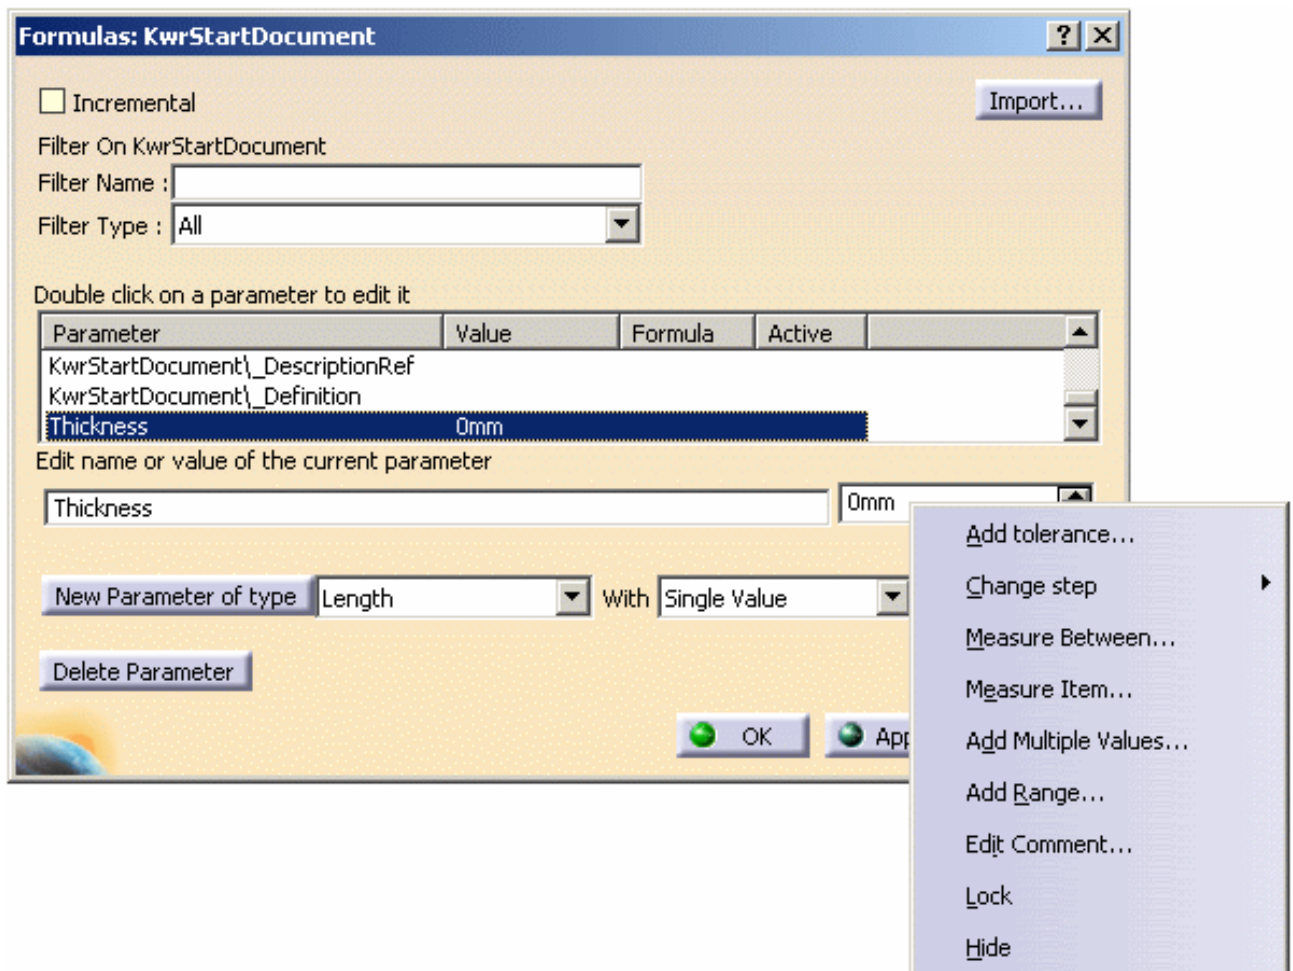 Formulas: KwrStartDocument
Incremental
Import...
Filter On KwrStartDocument
Filter Name :
Filter Type : All
Double click on a parameter to edit it
Parameter Value Formula Active
KwrStartDocument\_DescriptionRef
KwrStartDocument\_Definition
Thickness 0mm
Edit name or value of the current parameter
Thickness 0mm
New Parameter of type Length With Single Value
Delete Parameter
OK App
Add tolerance...
Change step
Measure Between...
Measure Item...
Add Multiple Values...
Add Range...
Edit Comment...
Lock
Hide